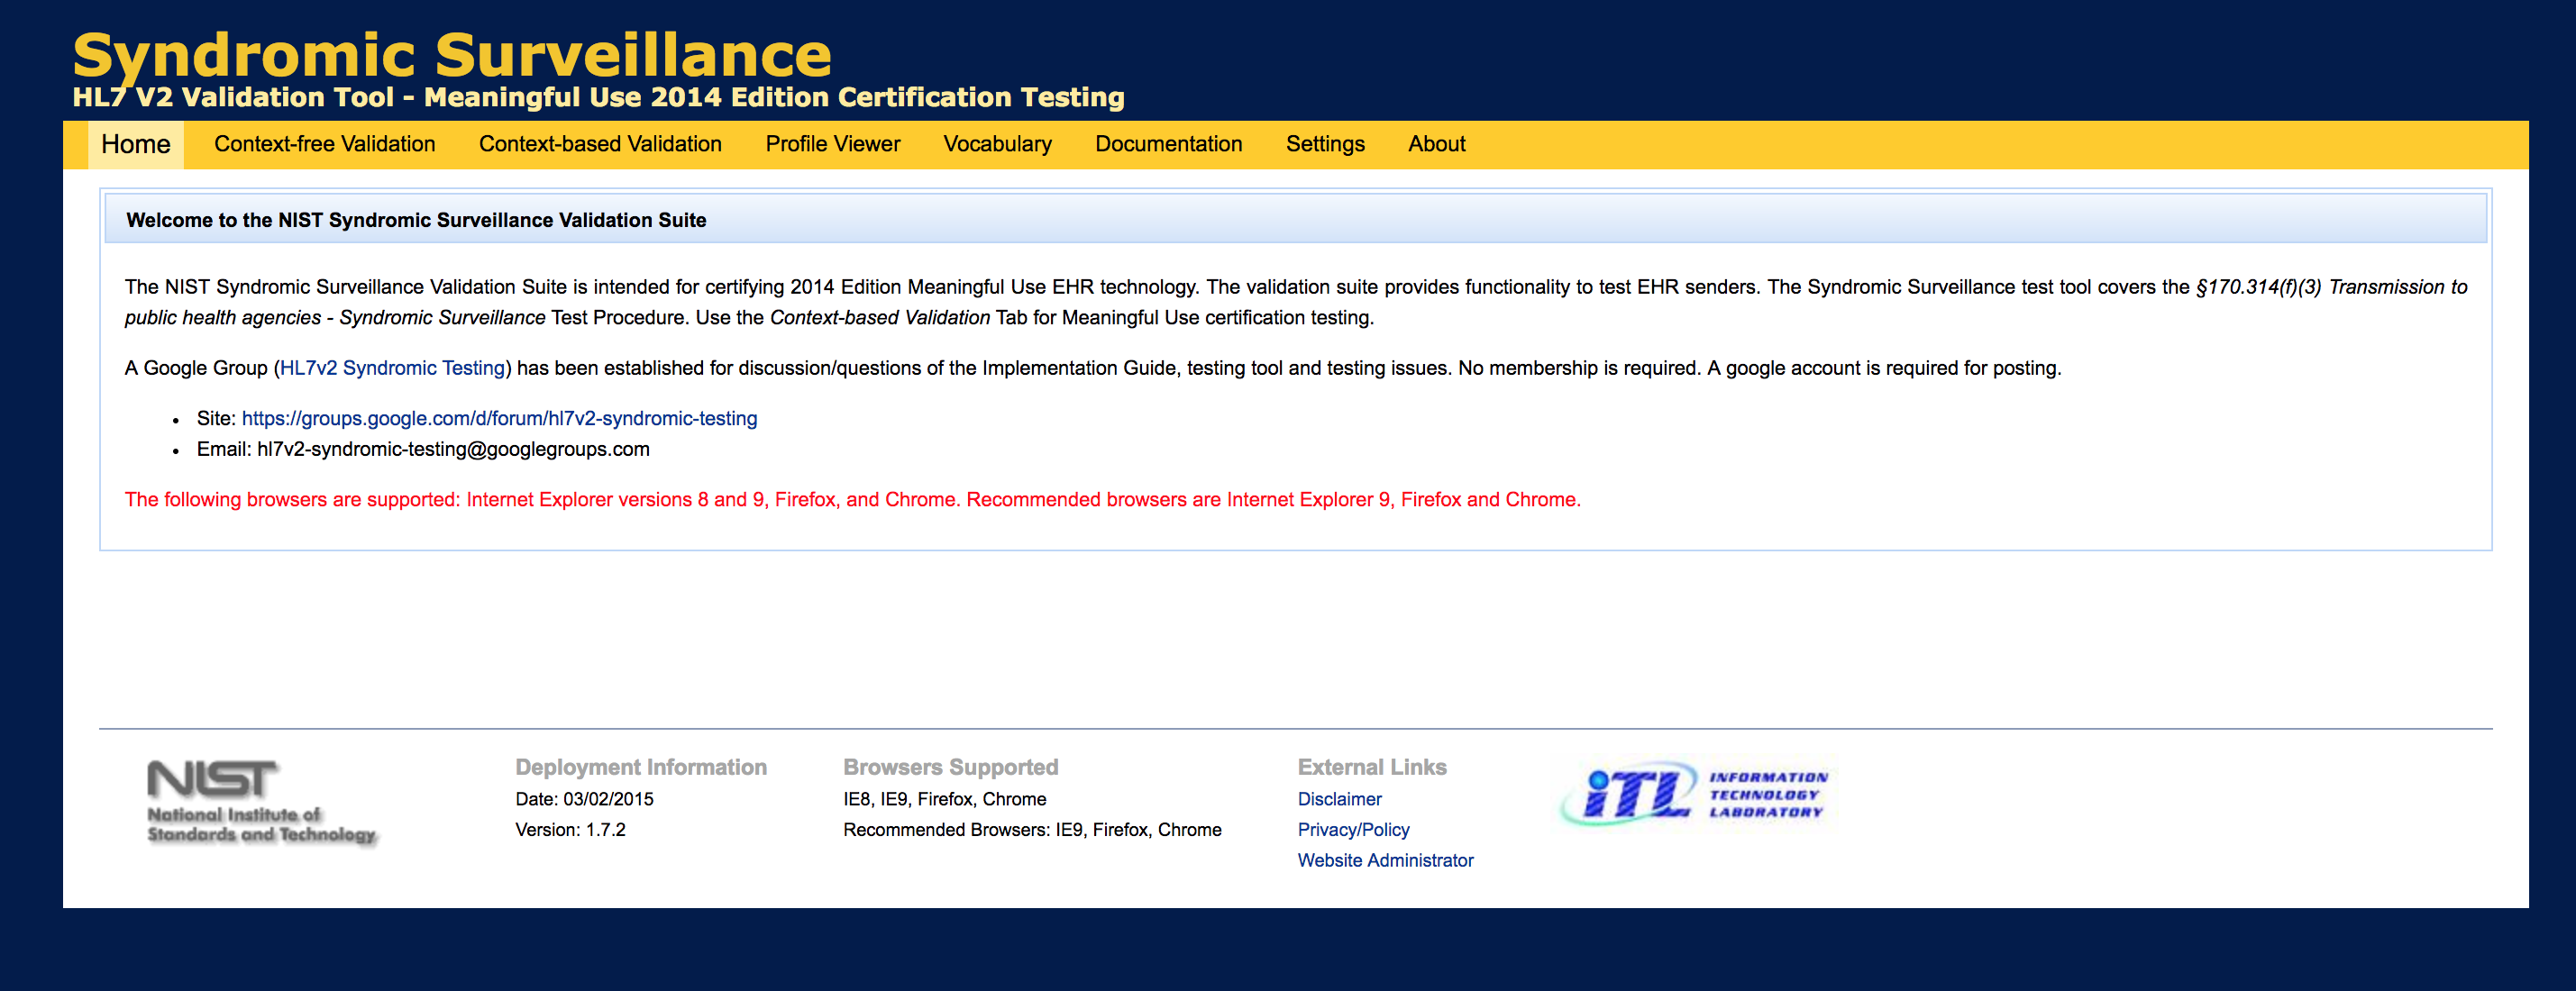 Syndromic Surveillance
HL7 V2 Validation Tool - Meaningful Use 2014 Edition Certification Testing
Home Context-free Validation Context-based Validation Profile Viewer Vocabulary Documentation Settings About
Welcome to the NIST Syndromic Surveillance Validation Suite
The NIST Syndromic Surveillance Validation Suite is intended for certifying 2014 Edition Meaningful Use EHR technology. The validation suite provides functionality to test EHR senders. The Syndromic Surveillance test tool covers the §170.314(f)(3) Transmission to
public health agencies - Syndromic Surveillance Test Procedure. Use the Context-based Validation Tab for Meaningful Use certification testing.
A Google Group (HL7v2 Syndromic Testing) has been established for discussion/questions of the Implementation Guide, testing tool and testing issues. No membership is required. A google account is required for posting.
• Site: https://groups.google.com/d/forum/hl7v2-syndromic-testing
• Email: hl7v2-syndromic-testing@googlegroups.com
The following browsers are supported: Internet Explorer versions 8 and 9, Firefox, and Chrome. Recommended browsers are Internet Explorer 9, Firefox and Chrome.
NIST
National Institute of
Standards and Technology
Deployment Information
Date: 03/02/2015
Version: 1.7.2
Browsers Supported
IE8, IE9, Firefox, Chrome
Recommended Browsers: IE9, Firefox, Chrome
External Links
Disclaimer
Privacy/Policy
Website Administrator
iTL
INFORMATION
TECHNOLOGY
LABORATORY